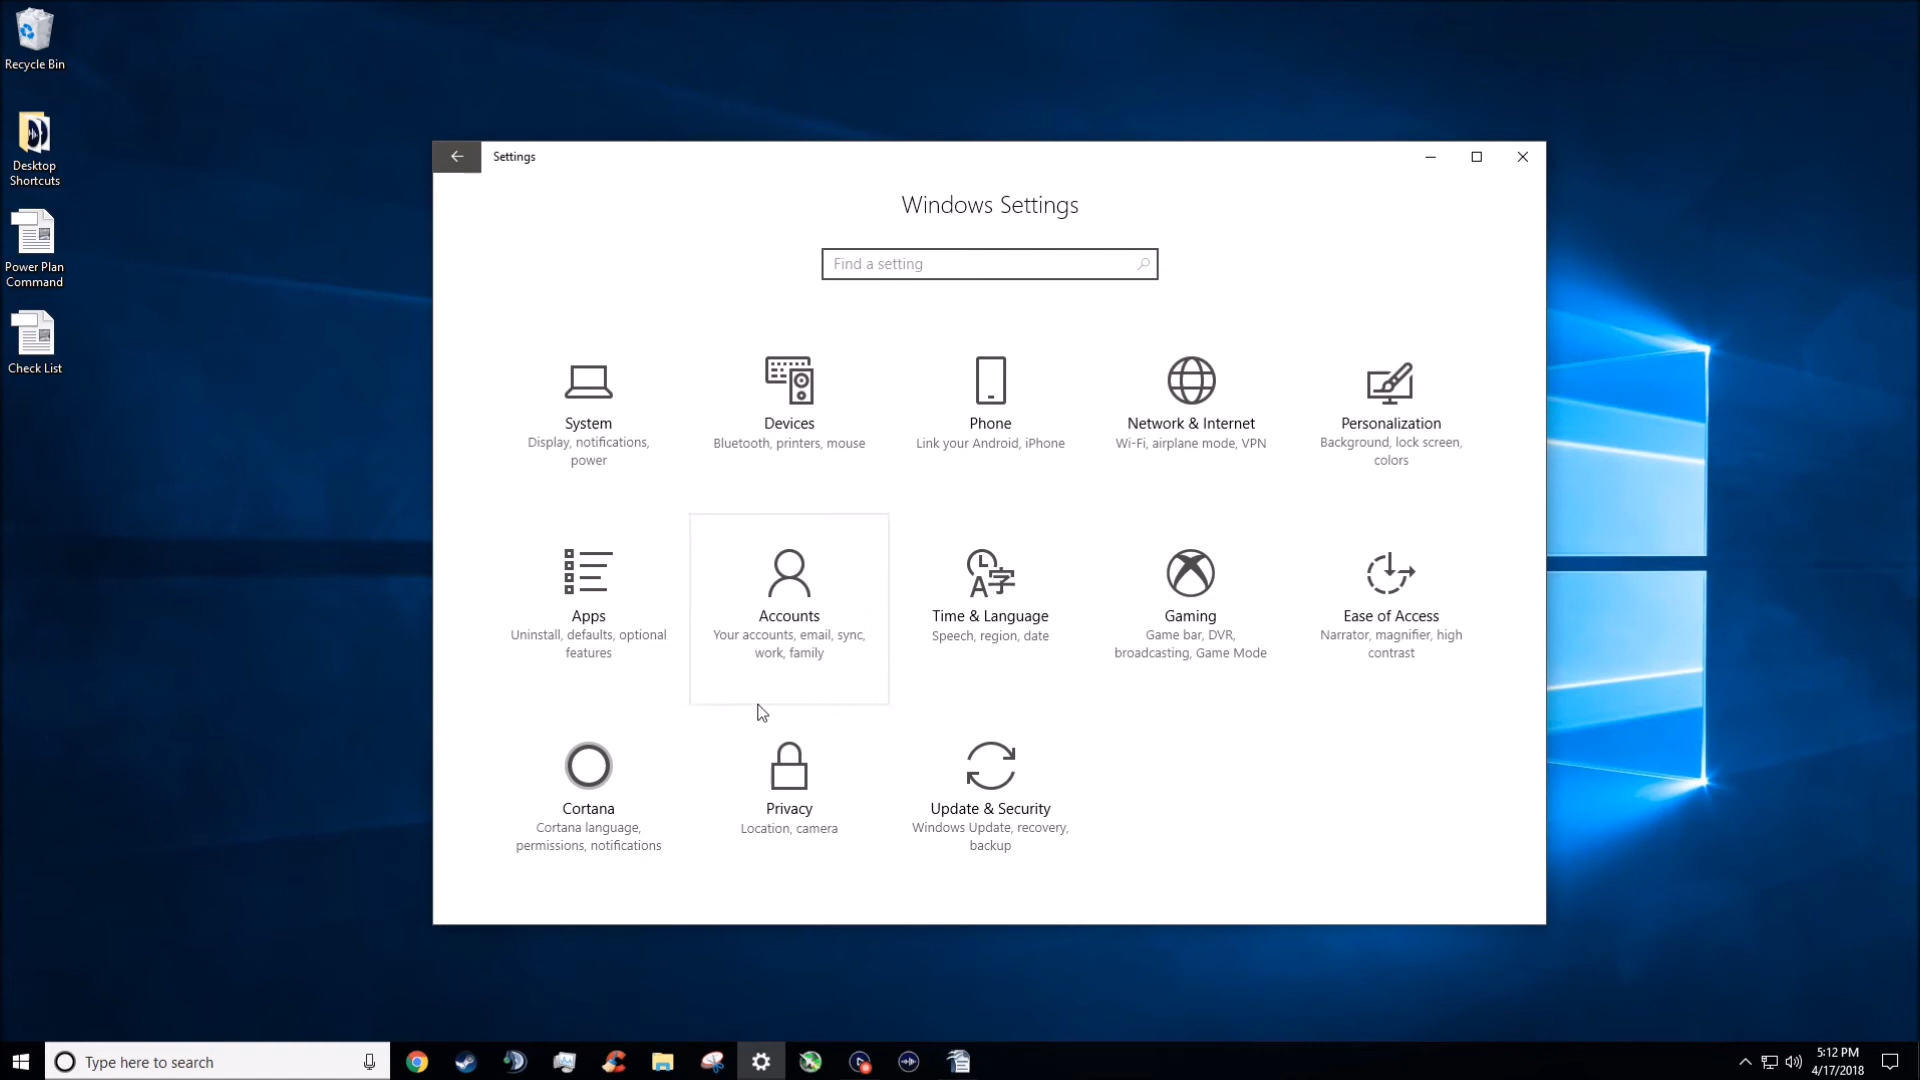 Recycle Bin
Desktop
Shortcuts
Power Plan
Command
Check List
Settings
Windows Settings
Find a setting
System
Display, notifications,
power
Devices
Bluetooth, printers, mouse
Phone
Link your Android, iPhone
Network & Internet
Wi-Fi, airplane mode, VPN
Personalization
Background, lock screen,
colors
Apps
Uninstall, defaults, optional
features
Accounts
Your accounts, email, sync,
work, family
Time & Language
Speech, region, date
Gaming
Game bar, DVR,
broadcasting, Game Mode
Ease of Access
Narrator, magnifier, high
contrast
Cortana
Cortana language,
permissions, notifications
Privacy
Location, camera
Update & Security
Windows Update, recovery,
backup
Type here to search
5:12 PM
4/17/2018